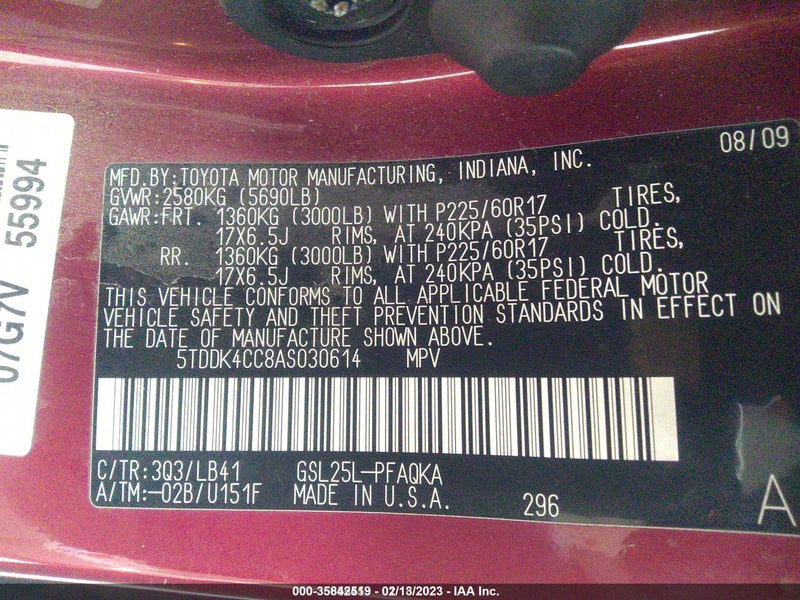 08/09
MFD.BY:TOYOTA MOTOR MANUFACTURING, INDIANA, INC.
GVWR:2580KG (5690LB)
GAWR:FRT. 1360KG (3000LB) WITH P225/60R17 TIRES,
17X6.5J RIMS, AT 240KPA (35PSI) COLD.
RR. 1360KG (3000LB) WITH P225/60R17 TIRES,
17X6.5J RIMS, AT 240KPA (35PSI) COLD.
THIS VEHICLE CONFORMS TO ALL APPLICABLE FEDERAL MOTOR
VEHICLE SAFETY AND THEFT PREVENTION STANDARDS IN EFFECT ON
THE DATE OF MANUFACTURE SHOWN ABOVE.
5TDDK4CC8AS030614 MPV
C/TR:3Q3/LB41 GSL25L-PFAQKA
A/TM:-02B/U151F MADE IN U.S.A. 296 A
07G7V 55994
02/13/2023 - IAA Inc.